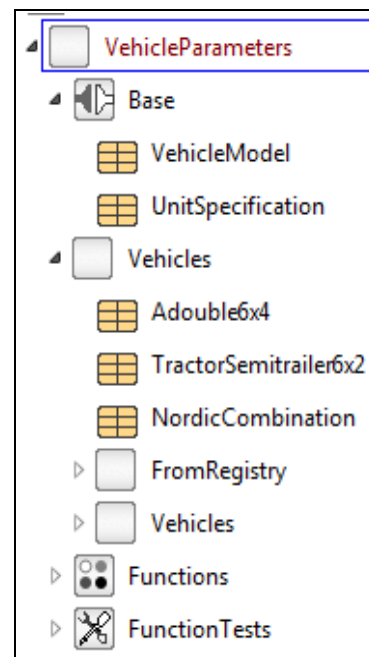 VehicleParameters
Base
VehicleModel
UnitSpecification
Vehicles
Adouble6x4
TractorSemitrailer6x2
NordicCombination
FromRegistry
Vehicles
Functions
FunctionTests